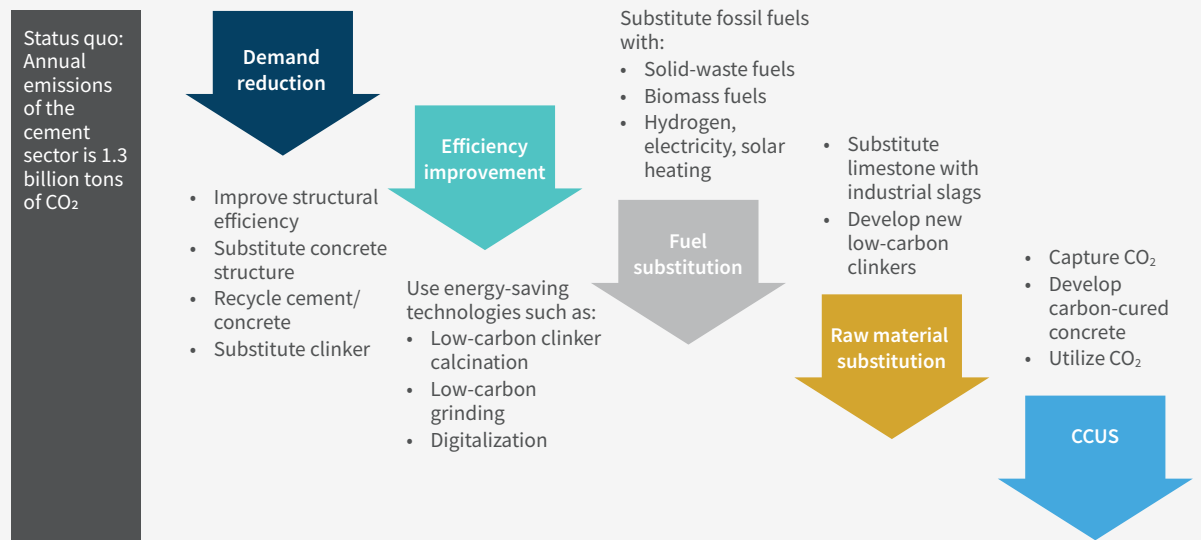 Status quo:
Annual
emissions
of the
cement
sector is 1.3
billion tons
of CO₂
Demand
reduction
• Improve structural
efficiency
• Substitute concrete
structure
• Recycle cement/
concrete
• Substitute clinker
Efficiency
improvement
Use energy-saving
technologies such as:
• Low-carbon clinker
calcination
• Low-carbon
grinding
• Digitalization
Substitute fossil fuels
with:
• Solid-waste fuels
• Biomass fuels
• Hydrogen,
electricity, solar
heating
Fuel
substitution
• Substitute
limestone with
industrial slags
• Develop new
low-carbon
clinkers
Raw material
substitution
• Capture CO₂
• Develop
carbon-cured
concrete
• Utilize CO₂
CCUS